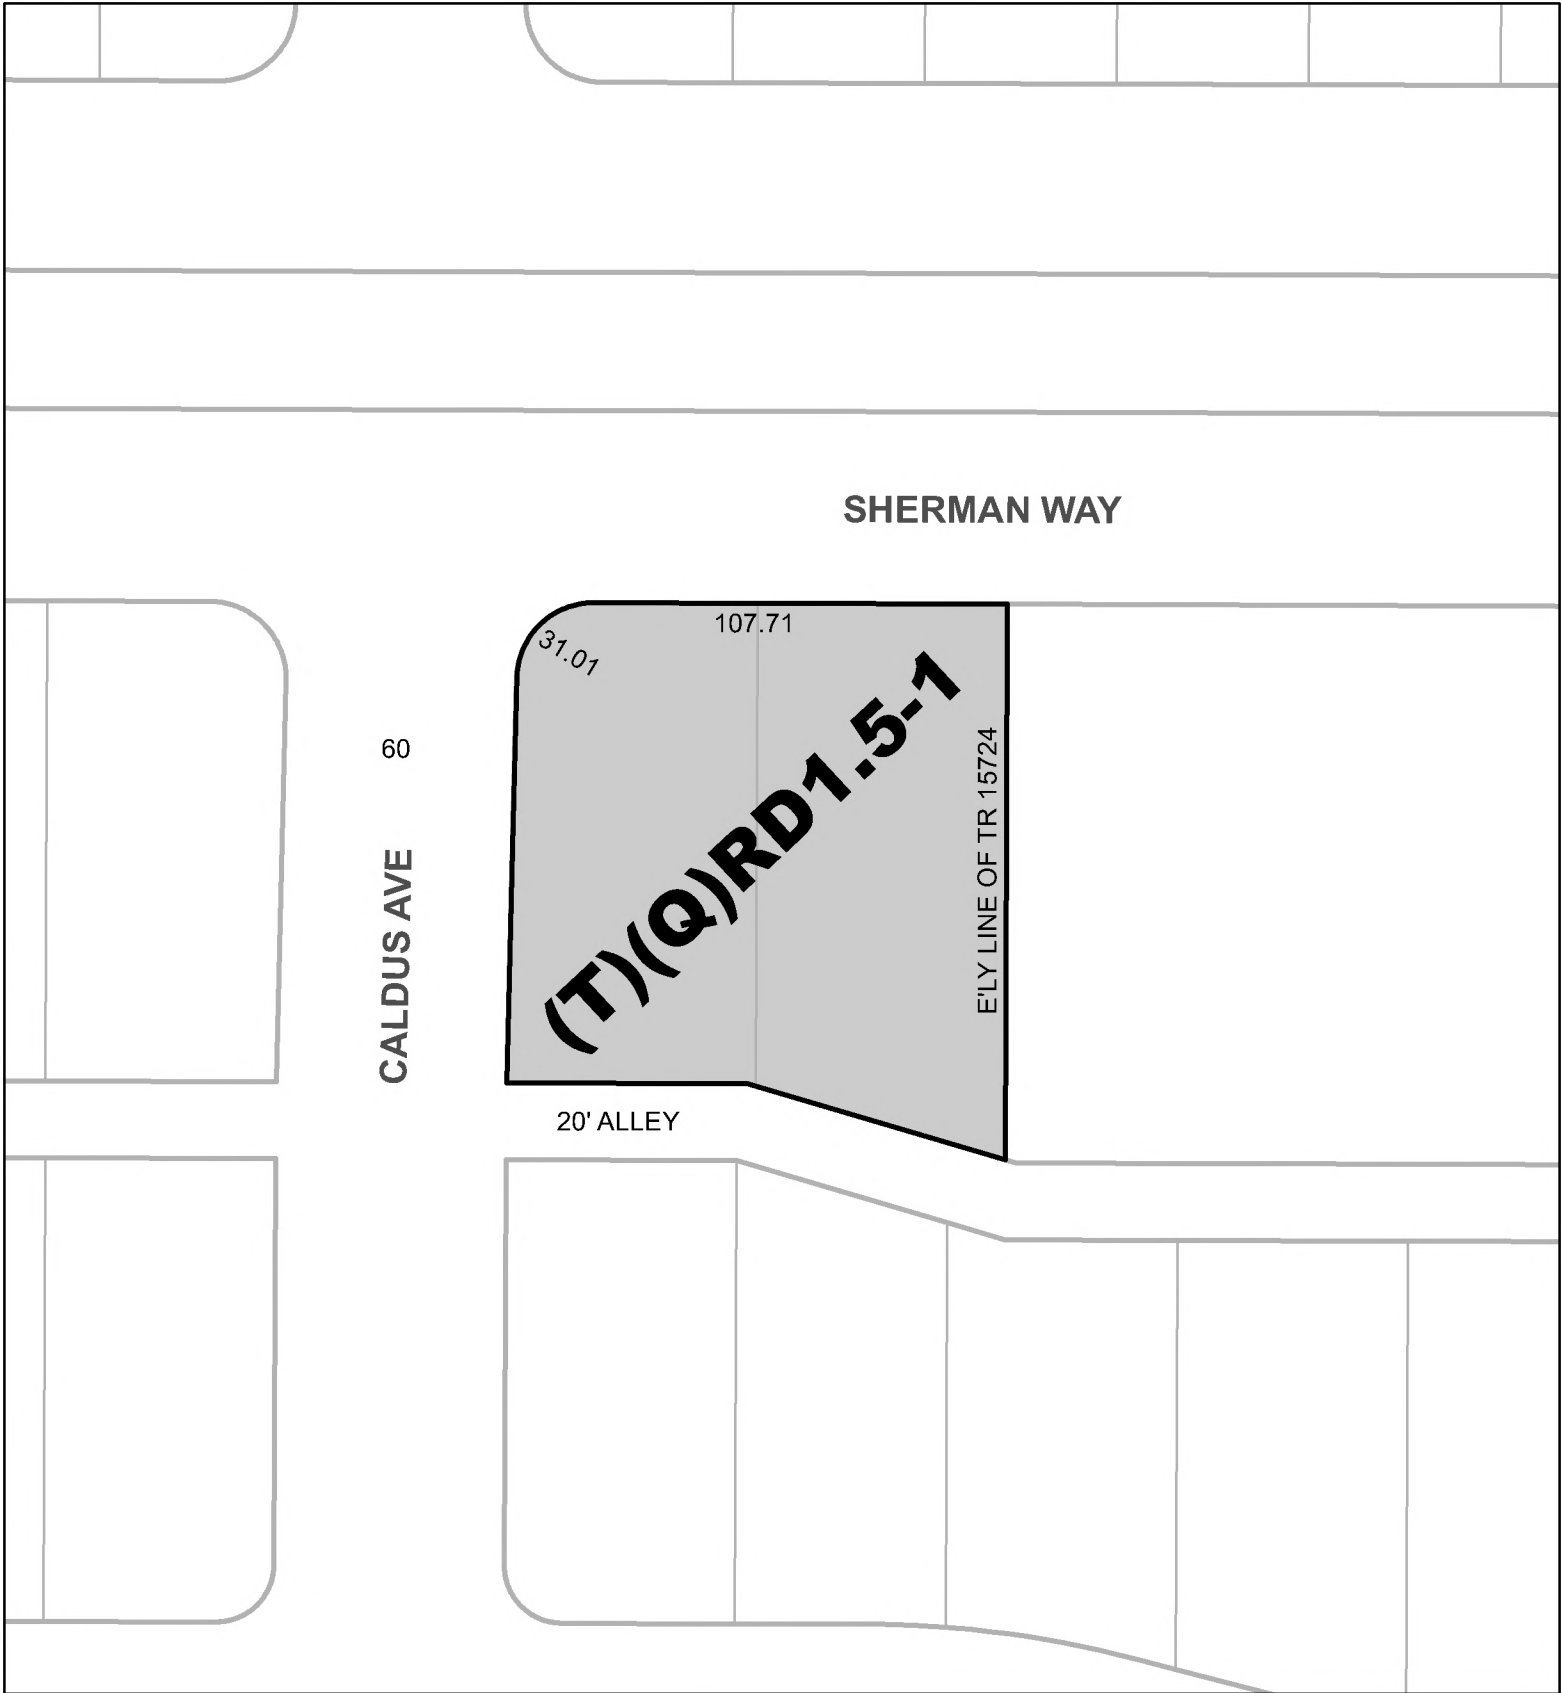 SHERMAN WAY
107.71
31.01
60
(T)(Q)RD1.5-1
E'LY LINE OF TR 15724
CALDUS AVE
20' ALLEY